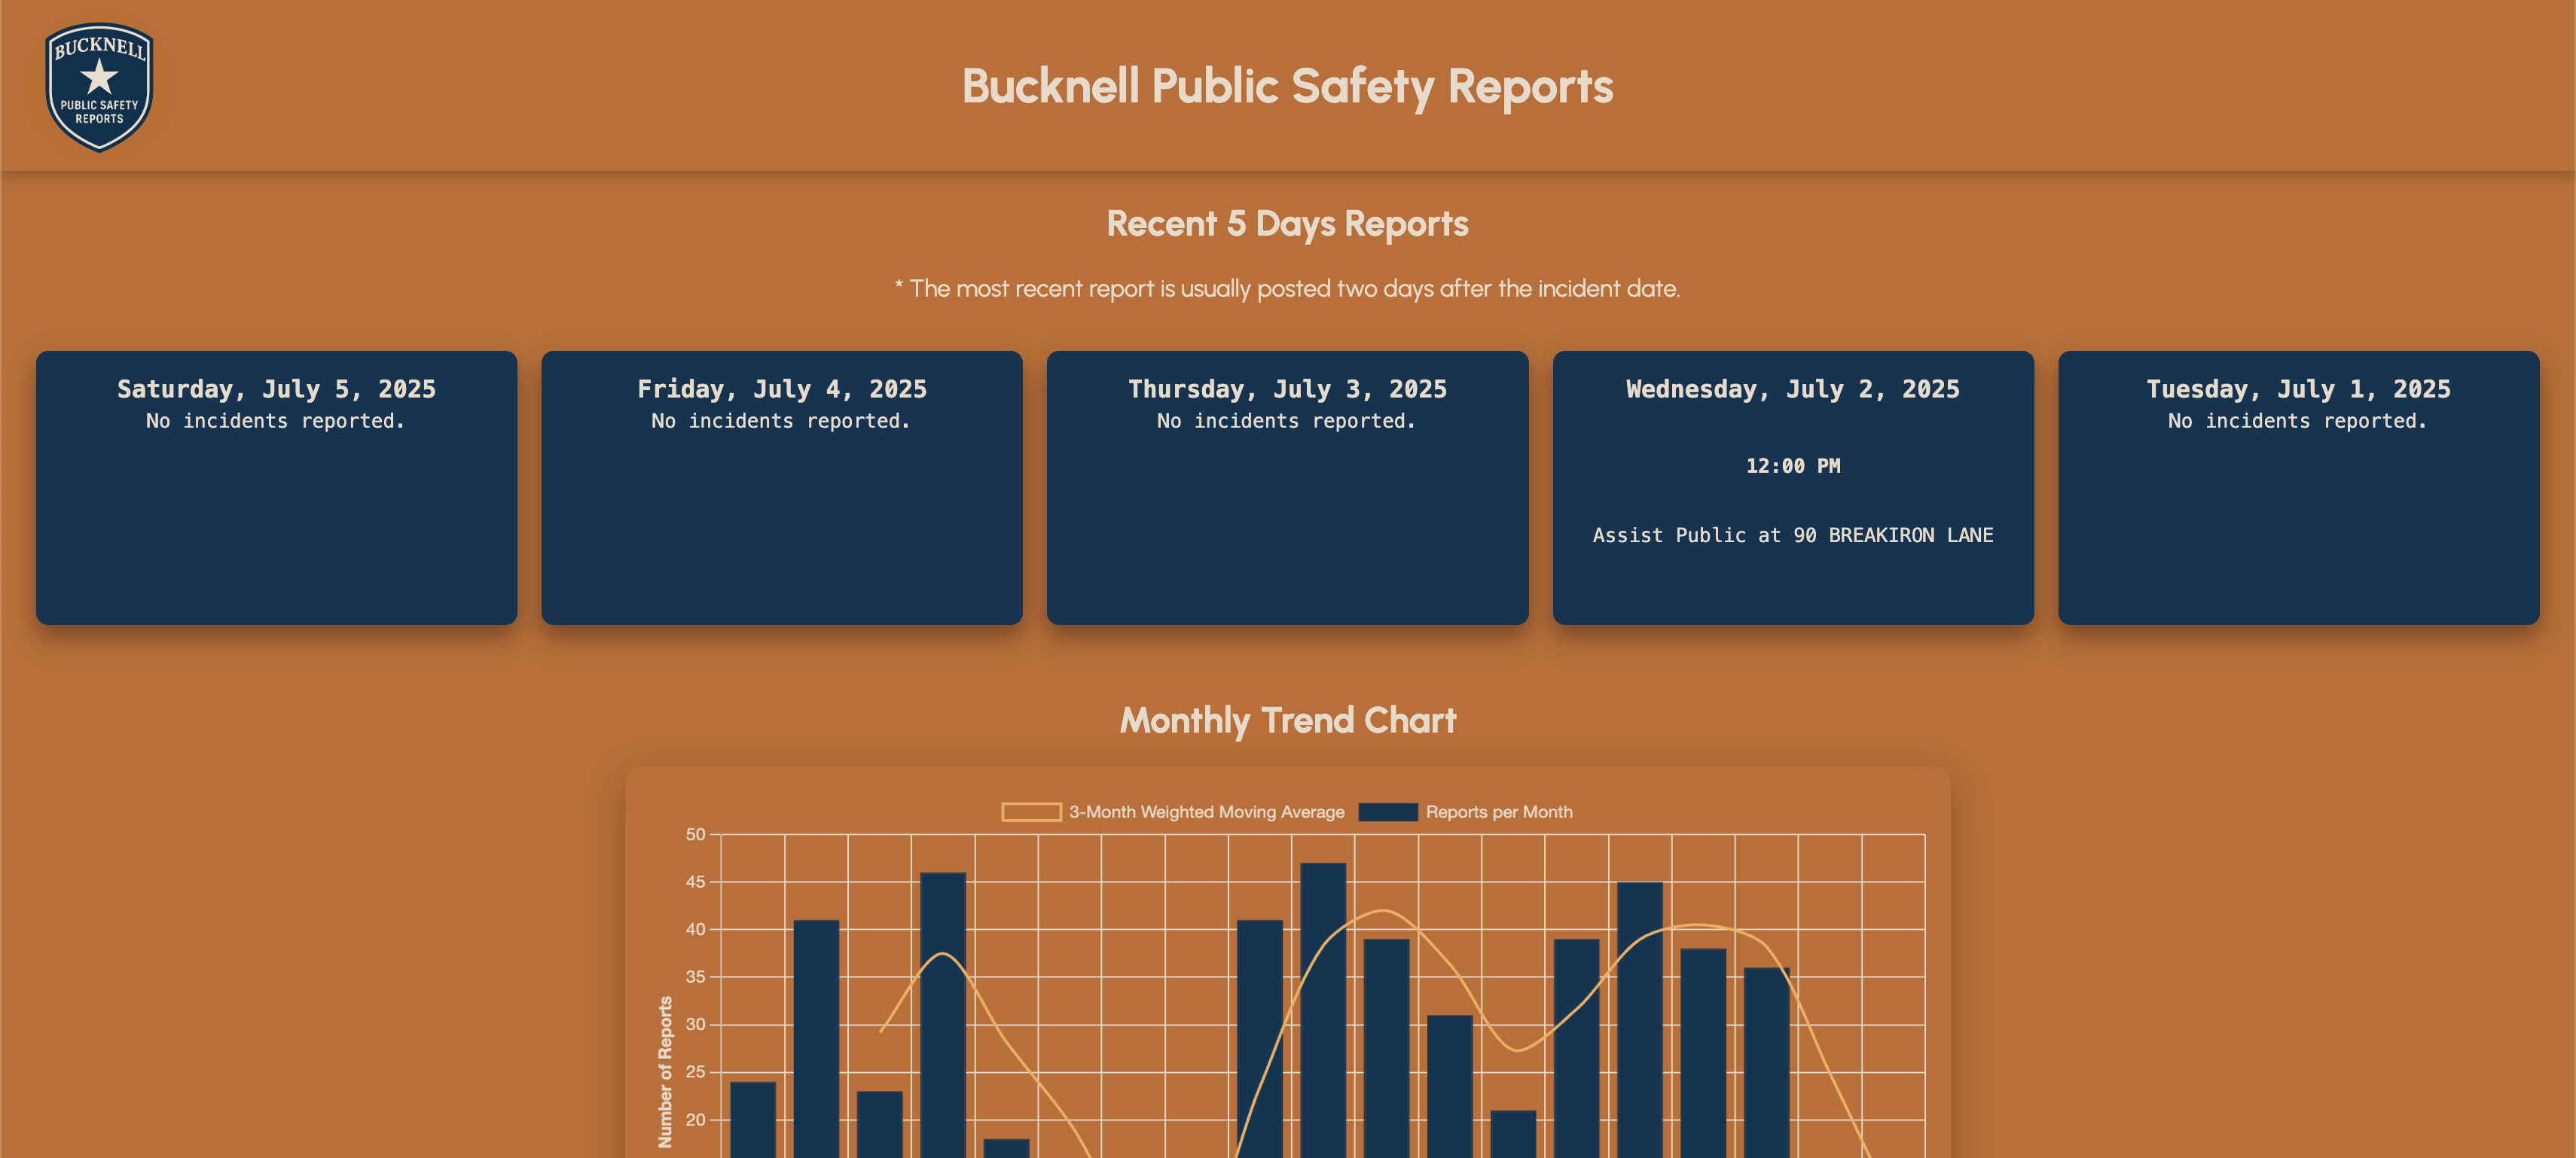 BUCKNELL
PUBLIC SAFETY
REPORTS
Bucknell Public Safety Reports
Recent 5 Days Reports
* The most recent report is usually posted two days after the incident date.
Saturday, July 5, 2025
No incidents reported.
Friday, July 4, 2025
No incidents reported.
Thursday, July 3, 2025
No incidents reported.
Wednesday, July 2, 2025
12:00 PM
Assist Public at 90 BREAKIRON LANE
Tuesday, July 1, 2025
No incidents reported.
Monthly Trend Chart
3-Month Weighted Moving Average
Reports per Month
50
45
40
35
30
25
20
Number of Reports